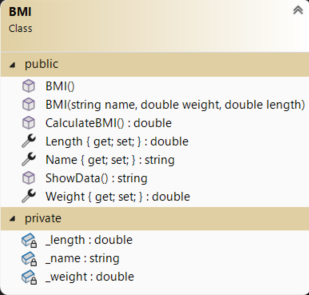 BMI
Class
public
BMI()
BMI(string name, double weight, double length)
CalculateBMI() : double
Length { get; set; } : double
Name { get; set; } : string
ShowData() : string
Weight { get; set; } : double
private
_length : double
_name : string
_weight : double